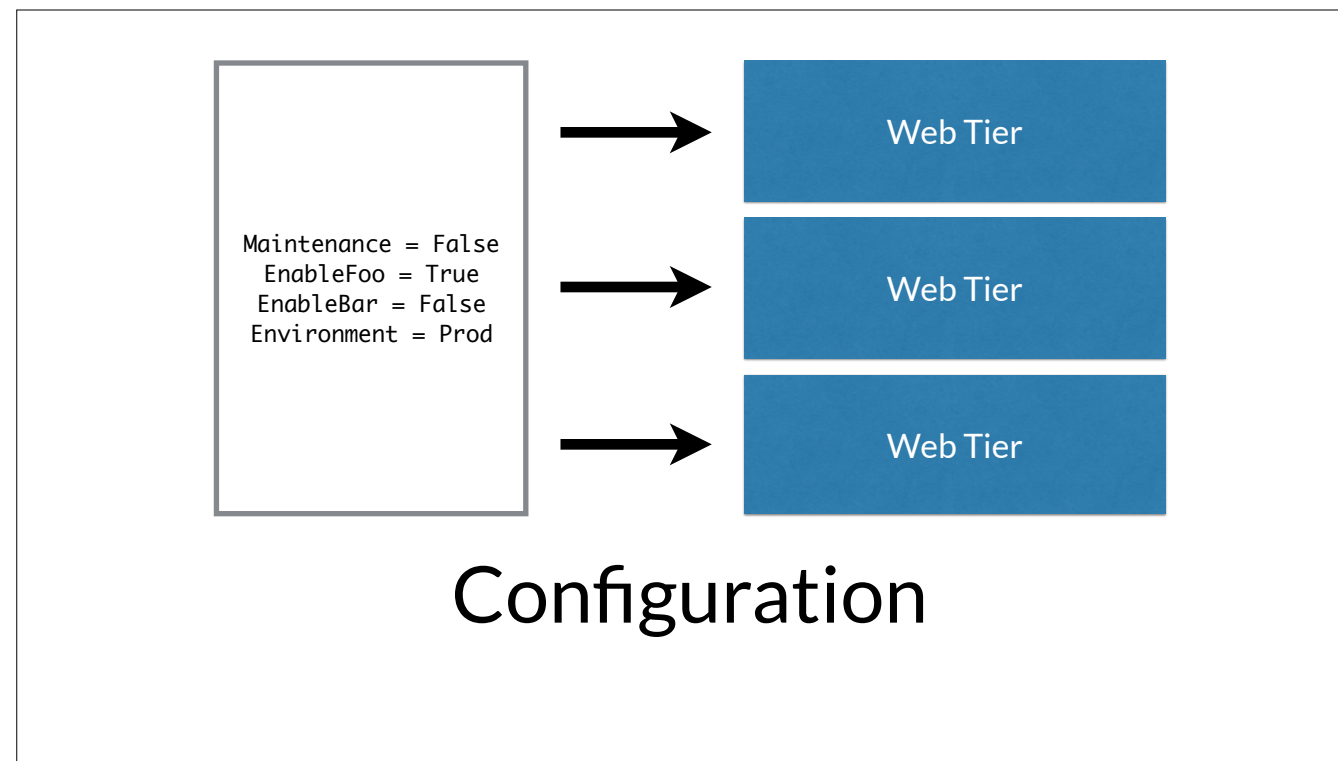 Maintenance = False
EnableFoo = True
EnableBar = False
Environment = Prod
Web Tier
Web Tier
Web Tier
Configuration